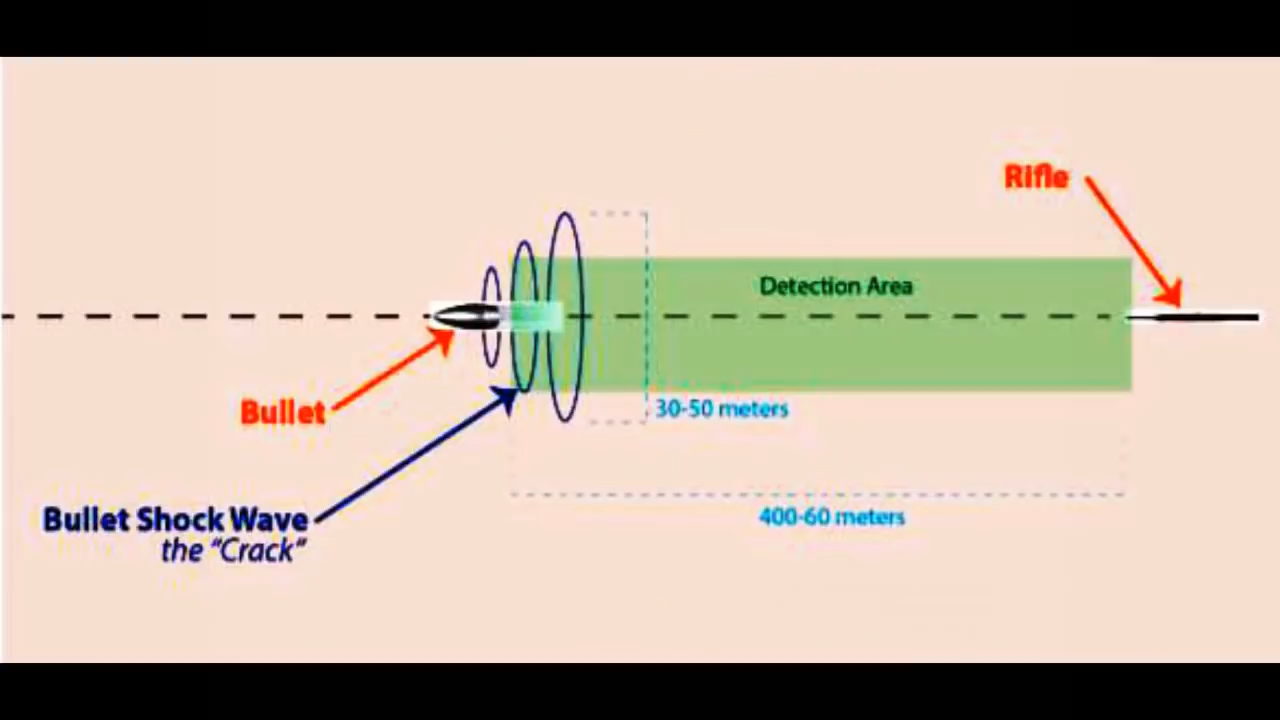 Rifle
Detection Area
Bullet
30-50 meters
Bullet Shock Wave
the "Crack"
400-60 meters